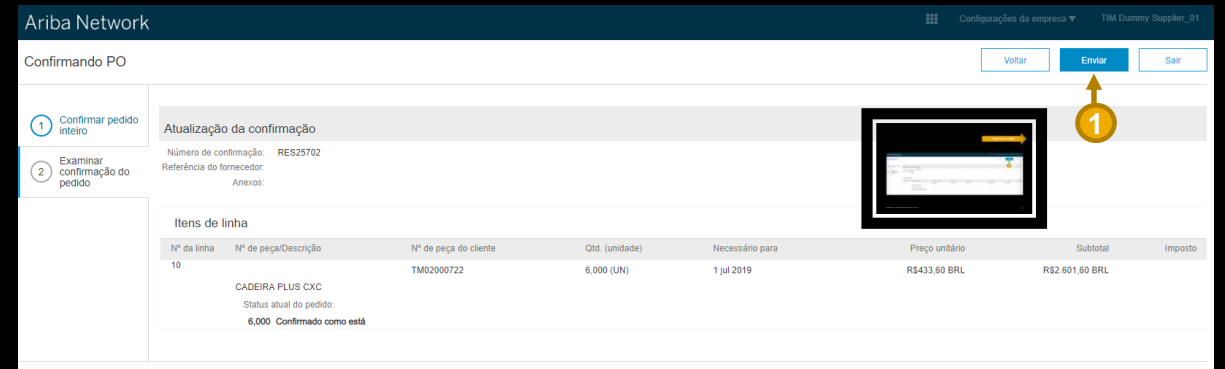 Ariba Network
Configurações da empresa ▼ TIM Dummy Supplier_01
Confirmando PO
Voltar Enviar Sair
1
1 Confirmar pedido
inteiro
2 Examinar
confirmação do
pedido
Atualização da confirmação
Número de confirmação: RES25702
Referência do fornecedor:
Anexos:
Itens de linha
Nº da linha Nº de peça/Descrição Nº de peça do cliente Qtd. (unidade) Necessário para Preço unitário Subtotal Imposto
10 TM02000722 6,000 (UN) 1 jul 2019 R$433,60 BRL R$2.601,60 BRL
CADEIRA PLUS CXC
Status atual do pedido:
6,000 Confirmado como está